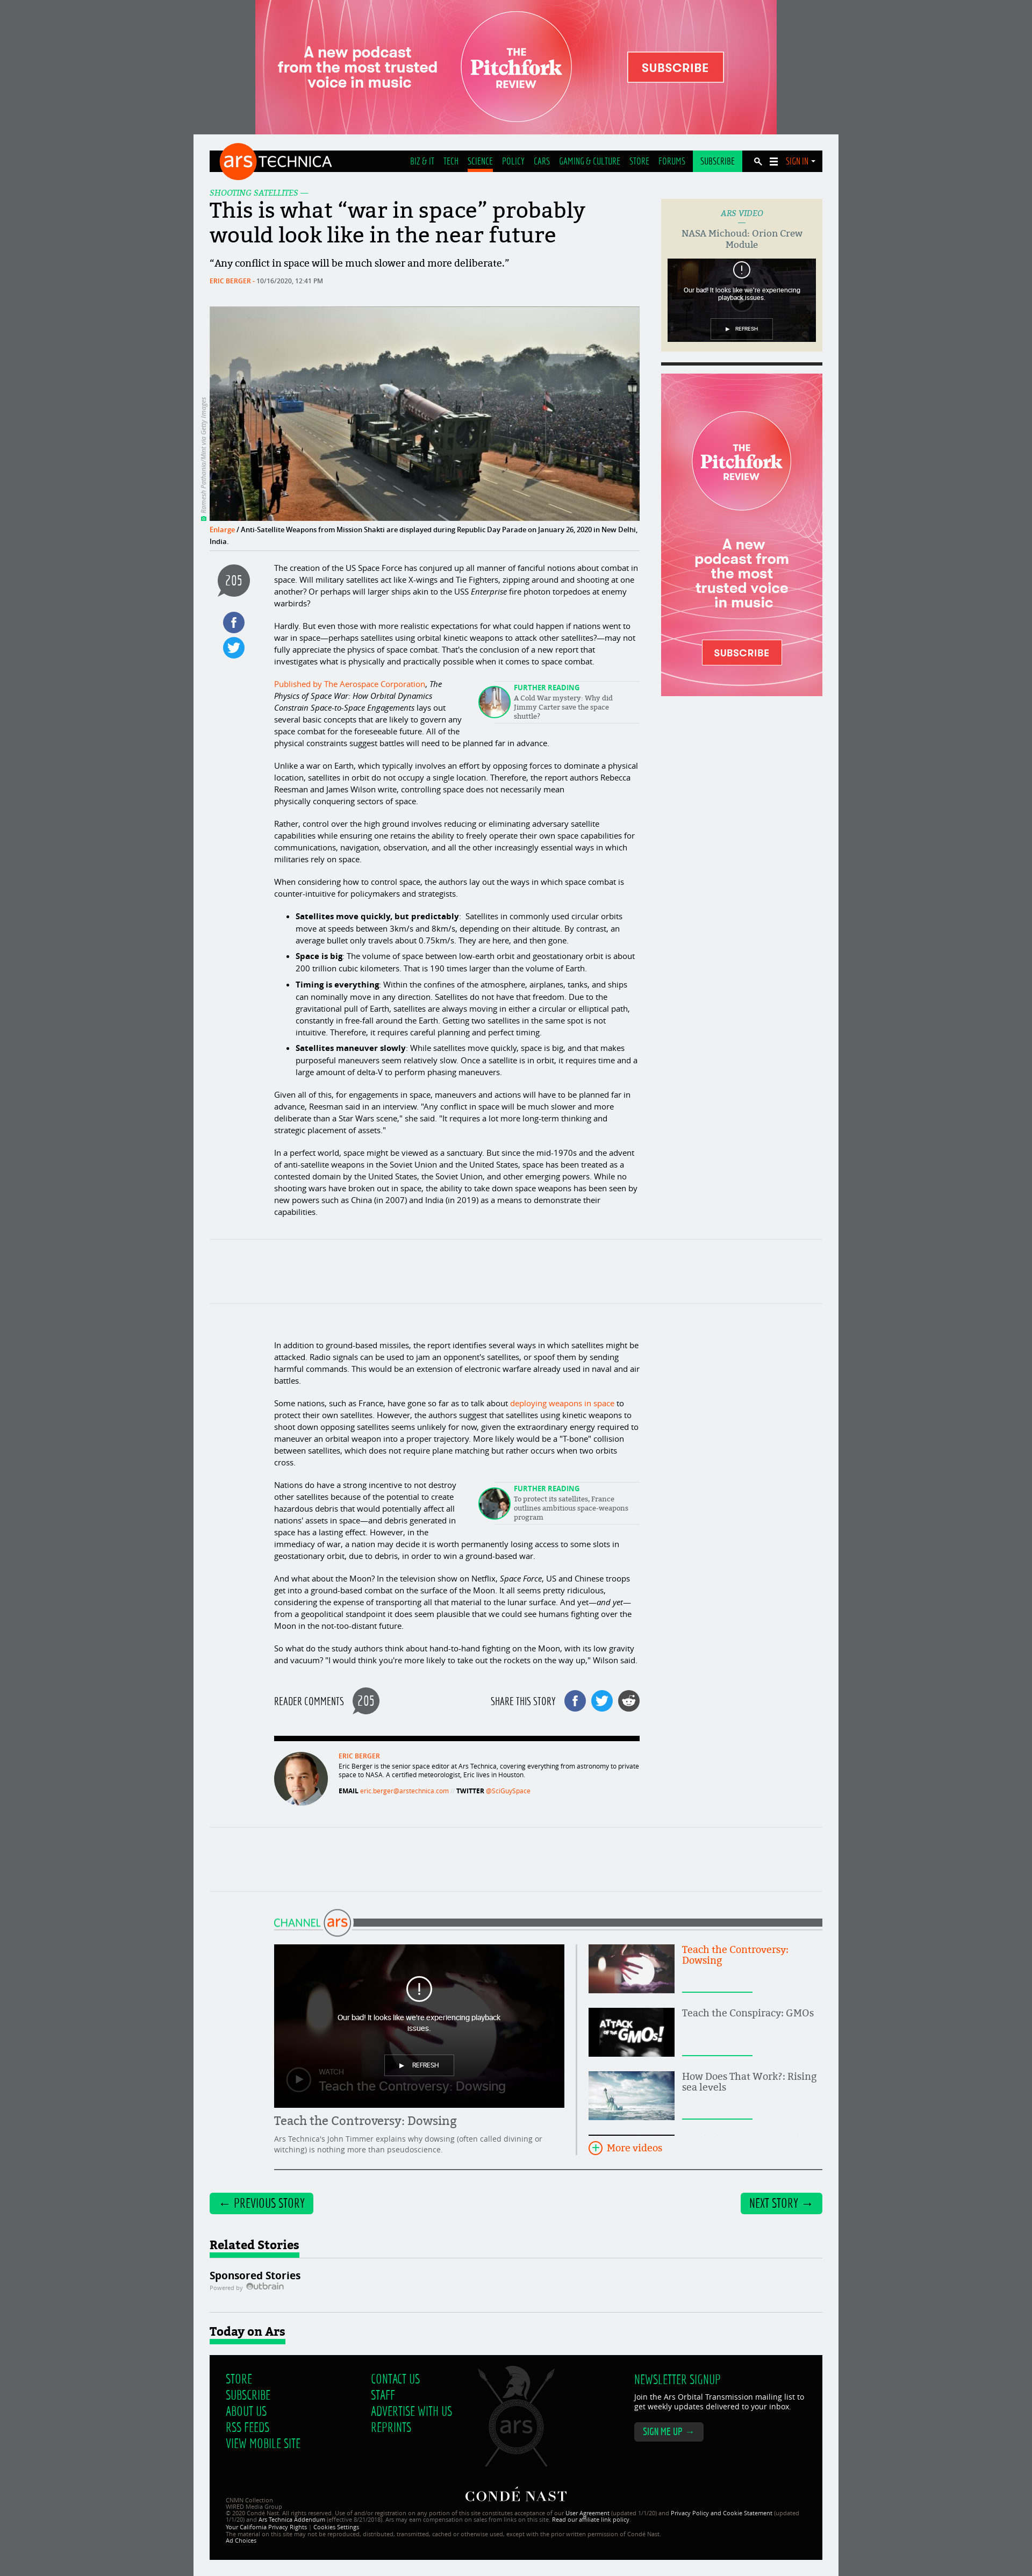 A new podcast
from the most trusted
voice in music
THE
Pitchfork
REVIEW
SUBSCRIBE
ars TECHNICA
BIZ & IT TECH SCIENCE POLICY CARS GAMING & CULTURE STORE FORUMS SUBSCRIBE SIGN IN
SHOOTING SATELLITES —
This is what “war in space” probably
would look like in the near future
“Any conflict in space will be much slower and more deliberate.”
ERIC BERGER - 10/16/2020, 12:41 PM
Ramesh Pathania/Mint via Getty Images
Enlarge / Anti-Satellite Weapons from Mission Shakti are displayed during Republic Day Parade on January 26, 2020 in New Delhi,
India.
205
The creation of the US Space Force has conjured up all manner of fanciful notions about combat in
space. Will military satellites act like X-wings and Tie Fighters, zipping around and shooting at one
another? Or perhaps will larger ships akin to the USS Enterprise fire photon torpedoes at enemy
warbirds?
Hardly. But even those with more realistic expectations for what could happen if nations went to
war in space—perhaps satellites using orbital kinetic weapons to attack other satellites?—may not
fully appreciate the physics of space combat. That's the conclusion of a new report that
investigates what is physically and practically possible when it comes to space combat.
Published by The Aerospace Corporation, The
Physics of Space War: How Orbital Dynamics
Constrain Space-to-Space Engagements lays out
several basic concepts that are likely to govern any
space combat for the foreseeable future. All of the
physical constraints suggest battles will need to be planned far in advance.
FURTHER READING
A Cold War mystery: Why did
Jimmy Carter save the space
shuttle?
Unlike a war on Earth, which typically involves an effort by opposing forces to dominate a physical
location, satellites in orbit do not occupy a single location. Therefore, the report authors Rebecca
Reesman and James Wilson write, controlling space does not necessarily mean
physically conquering sectors of space.
Rather, control over the high ground involves reducing or eliminating adversary satellite
capabilities while ensuring one retains the ability to freely operate their own space capabilities for
communications, navigation, observation, and all the other increasingly essential ways in which
militaries rely on space.
When considering how to control space, the authors lay out the ways in which space combat is
counter-intuitive for policymakers and strategists.
• Satellites move quickly, but predictably: Satellites in commonly used circular orbits
move at speeds between 3km/s and 8km/s, depending on their altitude. By contrast, an
average bullet only travels about 0.75km/s. They are here, and then gone.
• Space is big: The volume of space between low-earth orbit and geostationary orbit is about
200 trillion cubic kilometers. That is 190 times larger than the volume of Earth.
• Timing is everything: Within the confines of the atmosphere, airplanes, tanks, and ships
can nominally move in any direction. Satellites do not have that freedom. Due to the
gravitational pull of Earth, satellites are always moving in either a circular or elliptical path,
constantly in free-fall around the Earth. Getting two satellites in the same spot is not
intuitive. Therefore, it requires careful planning and perfect timing.
• Satellites maneuver slowly: While satellites move quickly, space is big, and that makes
purposeful maneuvers seem relatively slow. Once a satellite is in orbit, it requires time and a
large amount of delta-V to perform phasing maneuvers.
Given all of this, for engagements in space, maneuvers and actions will have to be planned far in
advance, Reesman said in an interview. "Any conflict in space will be much slower and more
deliberate than a Star Wars scene," she said. "It requires a lot more long-term thinking and
strategic placement of assets."
In a perfect world, space might be viewed as a sanctuary. But since the mid-1970s and the advent
of anti-satellite weapons in the Soviet Union and the United States, space has been treated as a
contested domain by the United States, the Soviet Union, and other emerging powers. While no
shooting wars have broken out in space, the ability to take down space weapons has been seen by
new powers such as China (in 2007) and India (in 2019) as a means to demonstrate their
capabilities.
In addition to ground-based missiles, the report identifies several ways in which satellites might be
attacked. Radio signals can be used to jam an opponent's satellites, or spoof them by sending
harmful commands. This would be an extension of electronic warfare already used in naval and air
battles.
Some nations, such as France, have gone so far as to talk about deploying weapons in space to
protect their own satellites. However, the authors suggest that satellites using kinetic weapons to
shoot down opposing satellites seems unlikely for now, given the extraordinary energy required to
maneuver an orbital weapon into a proper trajectory. More likely would be a "T-bone" collision
between satellites, which does not require plane matching but rather occurs when two orbits
cross.
Nations do have a strong incentive to not destroy
other satellites because of the potential to create
hazardous debris that would potentially affect all
nations' assets in space—and debris generated in
space has a lasting effect. However, in the
immediacy of war, a nation may decide it is worth permanently losing access to some slots in
geostationary orbit, due to debris, in order to win a ground-based war.
FURTHER READING
To protect its satellites, France
outlines ambitious space-weapons
program
And what about the Moon? In the television show on Netflix, Space Force, US and Chinese troops
get into a ground-based combat on the surface of the Moon. It all seems pretty ridiculous,
considering the expense of transporting all that material to the lunar surface. And yet—and yet—
from a geopolitical standpoint it does seem plausible that we could see humans fighting over the
Moon in the not-too-distant future.
So what do the study authors think about hand-to-hand fighting on the Moon, with its low gravity
and vacuum? "I would think you're more likely to take out the rockets on the way up," Wilson said.
READER COMMENTS 205
SHARE THIS STORY
ERIC BERGER
Eric Berger is the senior space editor at Ars Technica, covering everything from astronomy to private
space to NASA. A certified meteorologist, Eric lives in Houston.
EMAIL eric.berger@arstechnica.com // TWITTER @SciGuySpace
ARS VIDEO
—
NASA Michoud: Orion Crew
Module
!
Our bad! It looks like we're experiencing
playback issues.
REFRESH
THE
Pitchfork
REVIEW
A new
podcast from
the most
trusted voice
in music
SUBSCRIBE
CHANNEL ars
!
Our bad! It looks like we're experiencing playback
issues.
REFRESH
WATCH
Teach the Controversy: Dowsing
Teach the Controversy: Dowsing
Ars Technica's John Timmer explains why dowsing (often called divining or
witching) is nothing more than pseudoscience.
Teach the Controversy:
Dowsing
ATTACK
OF THE
GMOs!
Teach the Conspiracy: GMOs
How Does That Work?: Rising
sea levels
More videos
← PREVIOUS STORY
NEXT STORY →
Related Stories
Sponsored Stories
Powered by Outbrain
Today on Ars
STORE
SUBSCRIBE
ABOUT US
RSS FEEDS
VIEW MOBILE SITE
CONTACT US
STAFF
ADVERTISE WITH US
REPRINTS
ars
NEWSLETTER SIGNUP
Join the Ars Orbital Transmission mailing list to
get weekly updates delivered to your inbox.
SIGN ME UP →
CONDÉ NAST
CNMN Collection
WIRED Media Group
© 2020 Condé Nast. All rights reserved. Use of and/or registration on any portion of this site constitutes acceptance of our User Agreement (updated 1/1/20) and Privacy Policy and Cookie Statement (updated
1/1/20) and Ars Technica Addendum (effective 8/21/2018). Ars may earn compensation on sales from links on this site. Read our affiliate link policy.
Your California Privacy Rights | Cookies Settings
The material on this site may not be reproduced, distributed, transmitted, cached or otherwise used, except with the prior written permission of Condé Nast.
Ad Choices